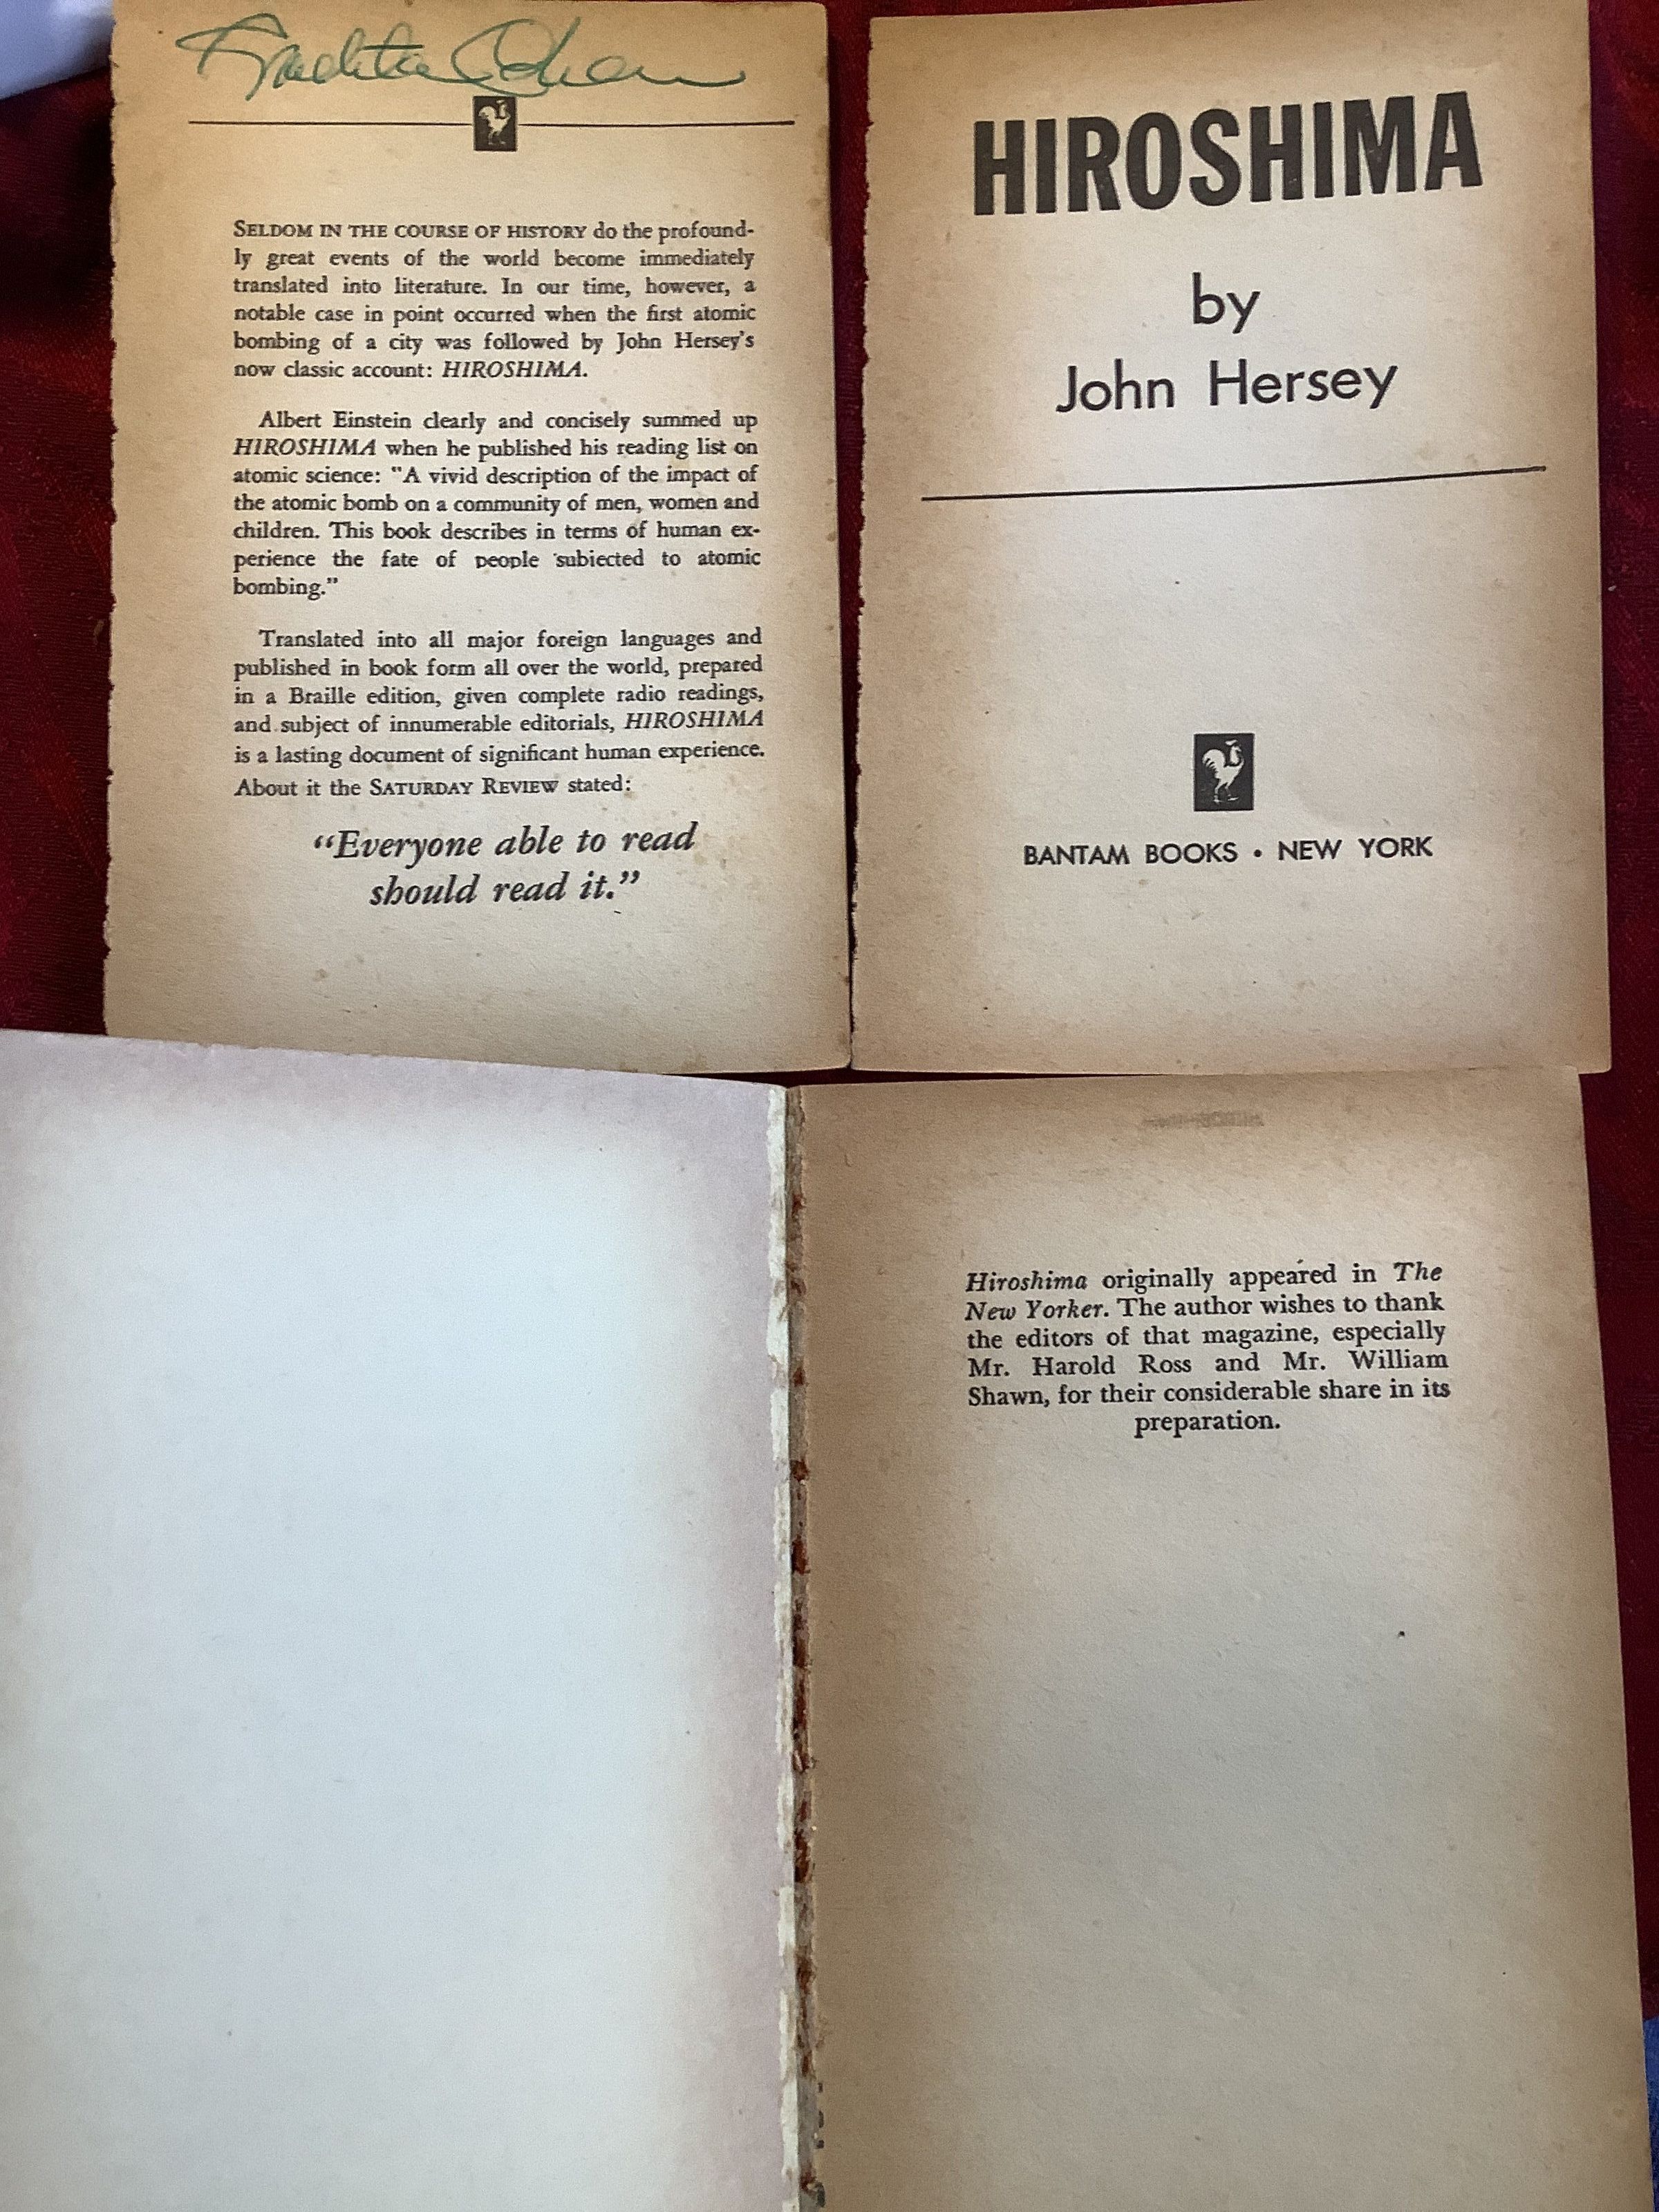 SELDOM IN THE COURSE OF HISTORY do the profound-
ly great events of the world become immediately
translated into literature. In our time, however, a
notable case in point occurred when the first atomic
bombing of a city was followed by John Hersey's
now classic account: HIROSHIMA.
Albert Einstein clearly and concisely summed up
HIROSHIMA when he published his reading list on
atomic science: "A vivid description of the impact of
the atomic bomb on a community of men, women and
children. This book describes in terms of human ex-
perience the fate of people subjected to atomic
bombing."
Translated into all major foreign languages and
published in book form all over the world, prepared
in a Braille edition, given complete radio readings,
and subject of innumerable editorials, HIROSHIMA
is a lasting document of significant human experience.
About it the SATURDAY REVIEW stated:
"Everyone able to read
should read it."
HIROSHIMA
by
John Hersey
BANTAM BOOKS • NEW YORK
Hiroshima originally appeared in The
New Yorker. The author wishes to thank
the editors of that magazine, especially
Mr. Harold Ross and Mr. William
Shawn, for their considerable share in its
preparation.